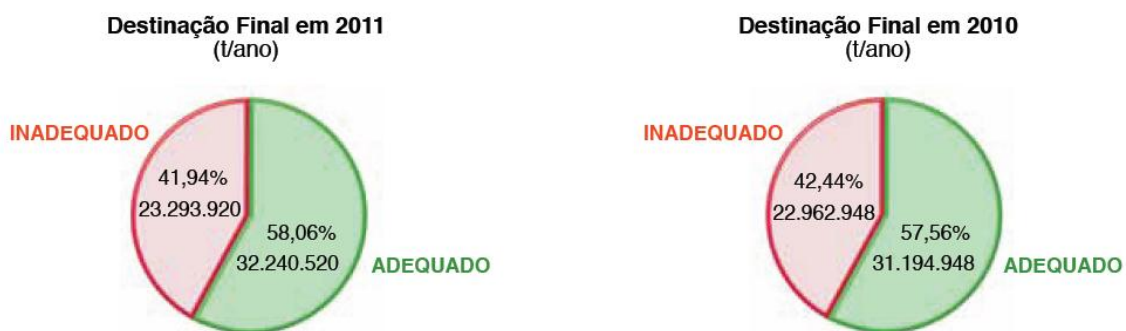 Destinação Final em 2011
(t/ano)
INADEQUADO
41,94%
23.293.920
58,06%
32.240.520
ADEQUADO
Destinação Final em 2010
(t/ano)
INADEQUADO
42,44%
22.962.948
57,56%
31.194.948
ADEQUADO